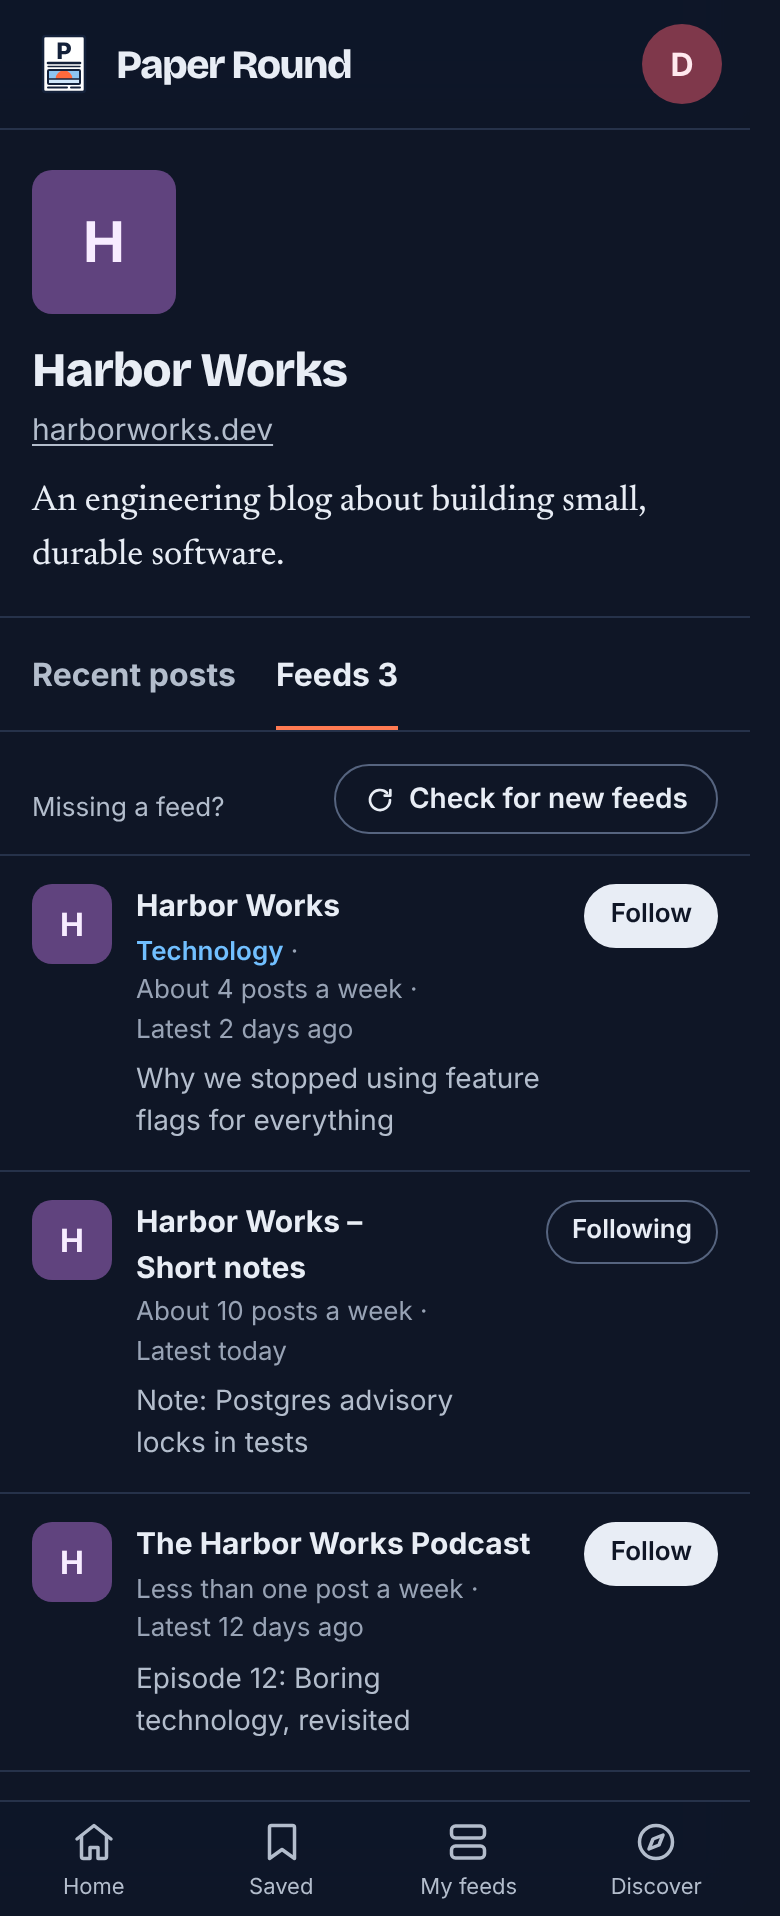 P
Paper Round
D
H
Harbor Works
harborworks.dev
An engineering blog about building small,
durable software.
Recent posts
Feeds 3
Missing a feed?
Check for new feeds
H
Harbor Works
Follow
Technology ·
About 4 posts a week ·
Latest 2 days ago
Why we stopped using feature
flags for everything
H
Harbor Works –
Short notes
Following
About 10 posts a week ·
Latest today
Note: Postgres advisory
locks in tests
H
The Harbor Works Podcast
Follow
Less than one post a week ·
Latest 12 days ago
Episode 12: Boring
technology, revisited
Home
Saved
My feeds
Discover